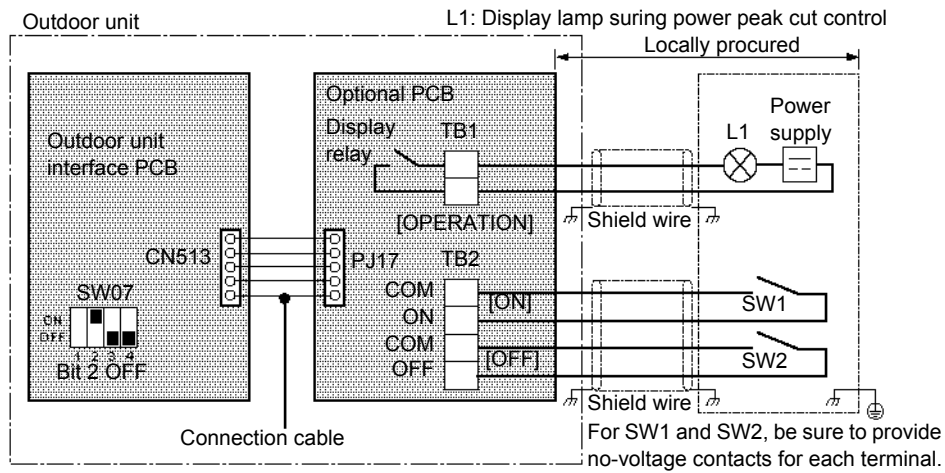 Outdoor unit
L1: Display lamp suring power peak cut control
Locally procured
Optional PCB
Display
relay
TB1
Power
supply
L1
Outdoor unit
interface PCB
[OPERATION]
Shield wire
CN513
PJ17
TB2
COM
[ON]
ON
COM
[OFF]
OFF
SW1
SW2
SW07
ON
OFF
1 2 3 4
Bit 2 OFF
Shield wire
Connection cable
For SW1 and SW2, be sure to provide
no-voltage contacts for each terminal.